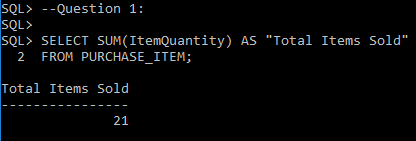 SQL> --Question 1:
SQL>
SQL> SELECT SUM(ItemQuantity) AS "Total Items Sold"
  2  FROM PURCHASE_ITEM;
Total Items Sold
----------------
              21